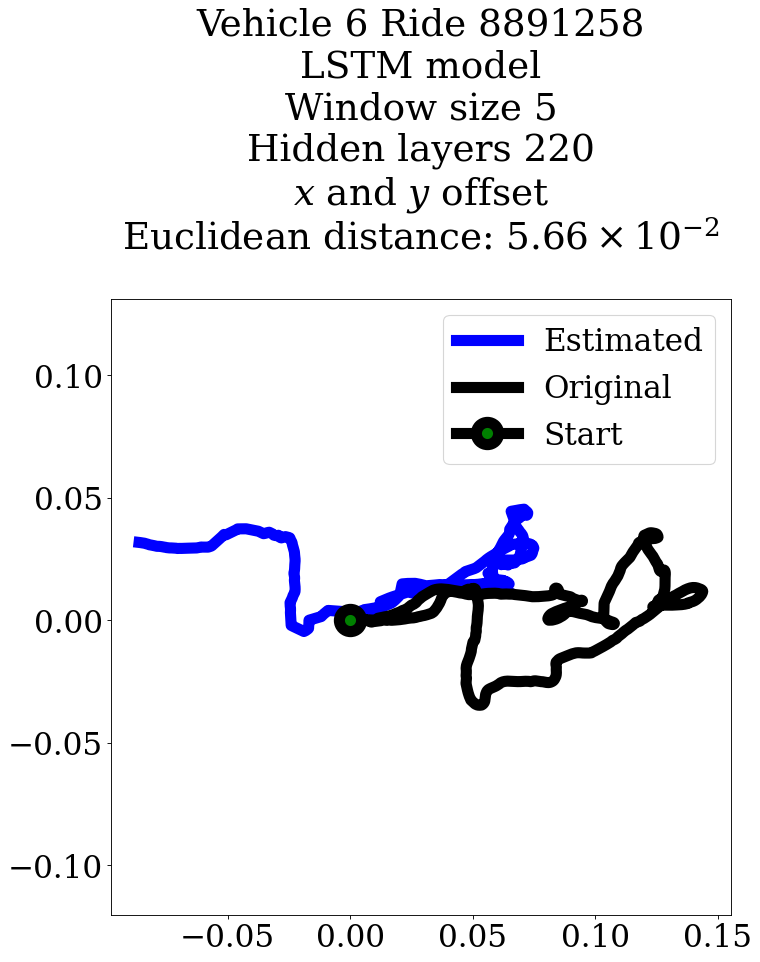 Vehicle 6 Ride 8891258
LSTM model
Window size 5
Hidden layers 220
x and y offset
Euclidean distance: 5.66 × 10⁻²
Estimated
Original
Start
0.10
0.05
0.00
−0.05
−0.10
−0.05 0.00 0.05 0.10 0.15